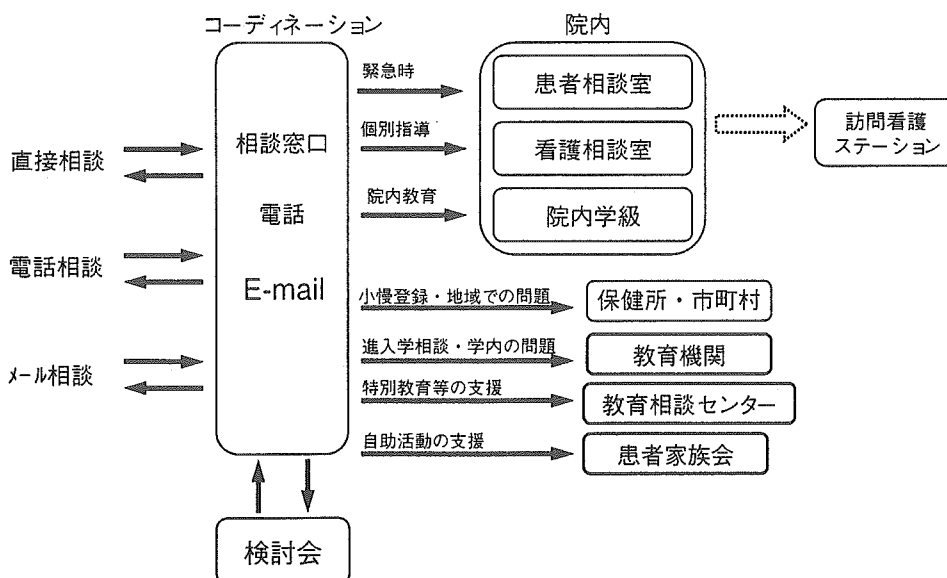 コーディネーション
院内
相談窓口
電話
E-mail
直接相談
電話相談
メール相談
緊急時
患者相談室
個別指導
看護相談室
院内教育
院内学級
訪問看護
ステーション
小慢登録・地域での問題
保健所・市町村
進入学相談・学内の問題
教育機関
特別教育等の支援
教育相談センター
自助活動の支援
患者家族会
検討会